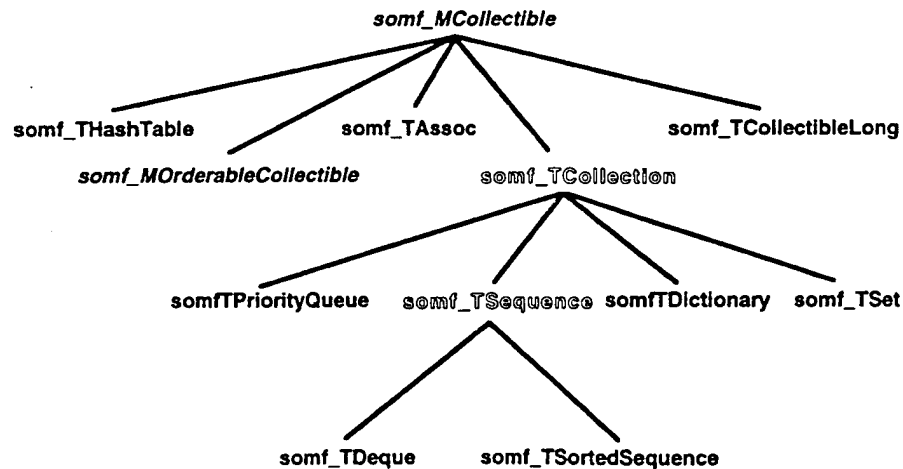 somf_MCollectible
somf_THashTable
somf_TAssoc
somf_TCollectibleLong
somf_MOrderableCollectible
somf_TCollection
somfTPriorityQueue
somf_TSequence
somfTDictionary
somf_TSet
somf_TDeque
somf_TSortedSequence